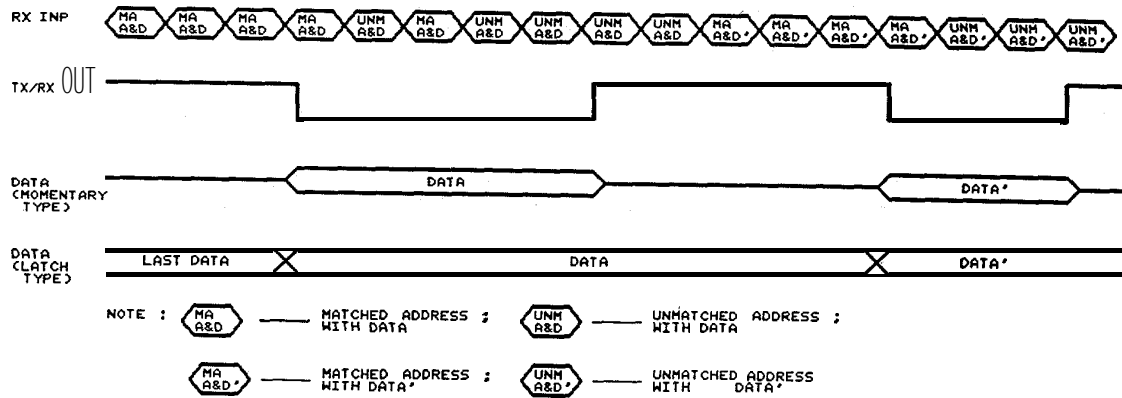 RX INP MA MA MA MA UNM MA UNM UNM UNM UNM MA MA MA MA UNM UNM UNM
A&D A&D A&D A&D A&D A&D A&D A&D A&D A&D A&D' A&D' A&D' A&D' A&D' A&D' A&D'
TX/RX OUT
DATA
(MOMENTARY
TYPE)
DATA DATA'
DATA
(LATCH
TYPE)
LAST DATA DATA DATA'
NOTE :
MA
A&D
MATCHED ADDRESS ;
WITH DATA
UNM
A&D
UNMATCHED ADDRESS ;
WITH DATA
MA
A&D'
MATCHED ADDRESS ;
WITH DATA'
UNM
A&D'
UNMATCHED ADDRESS
WITH DATA'